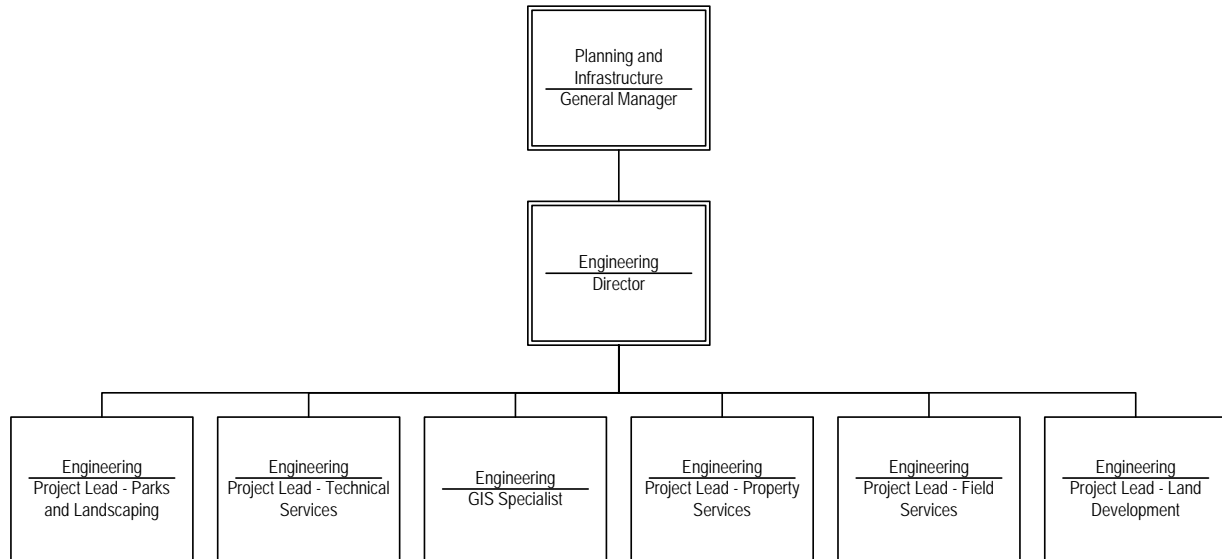 Planning and
Infrastructure
General Manager
Engineering
Director
Engineering
Project Lead - Parks
and Landscaping
Engineering
Project Lead - Technical
Services
Engineering
GIS Specialist
Engineering
Project Lead - Property
Services
Engineering
Project Lead - Field
Services
Engineering
Project Lead - Land
Development